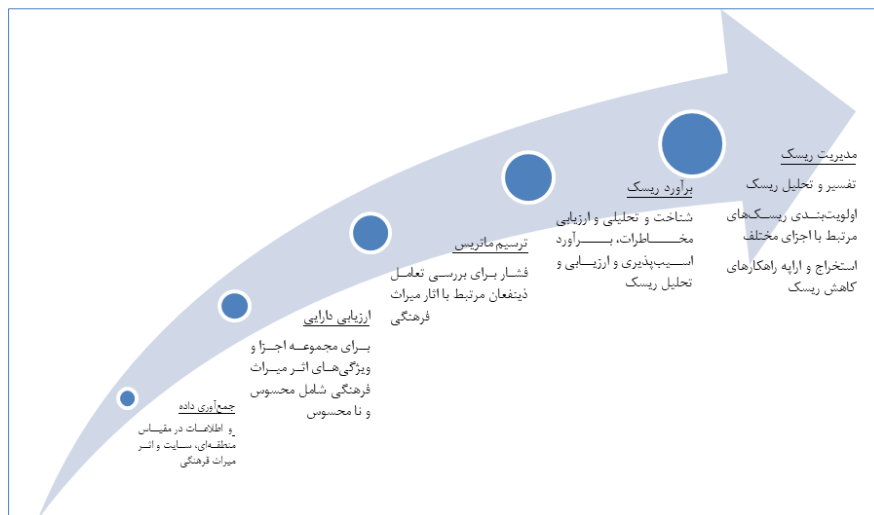 مدیریت ریسک
تفسیر و تحلیل ریسک
اولویت‌بندی ریسک‌های
مرتبط با اجزای مختلف
استخراج و ارایه راهکارهای
کاهش ریسک
برآورد ریسک
شناخت و تحلیلی و ارزیابی
مخاطرات، برآورد
اسیب‌پذیری و ارزیابی و
تحلیل ریسک
ترسیم ماتریس
فشار برای بررسی تعامل
ذینفعان مرتبط با اثار میراث
فرهنگی
ارزیابی دارایی
برای مجموعه اجزا و
ویژگی‌های اثر میراث
فرهنگی شامل محسوس
و نا محسوس
جمع‌آوری داده
و اطلاعات در مقیاس
منطقه‌ای، سایت و اثر
میراث فرهنگی